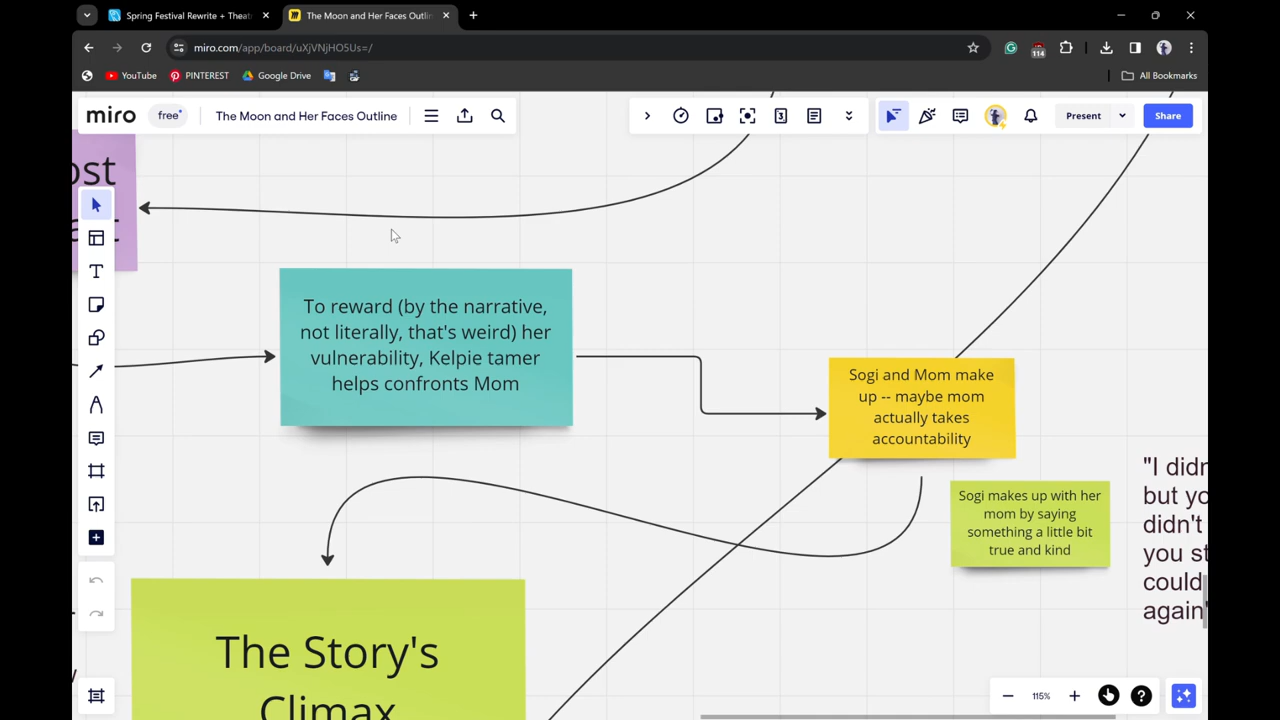 Spring Festival Rewrite + Theat
The Moon and Her Faces Outlin
miro.com/app/board/uXjVNjHO5Us=/
114
YouTube
PINTEREST
Google Drive
All Bookmarks
miro
free
The Moon and Her Faces Outline
3
Present
Share
ost
t
To reward (by the narrative,
not literally, that's weird) her
vulnerability, Kelpie tamer
helps confronts Mom
Sogi and Mom make
up -- maybe mom
actually takes
accountability
Sogi makes up with her
mom by saying
something a little bit
true and kind
"I didn
but yo
didn't
you st
could
again"
The Story's
Climax
115%